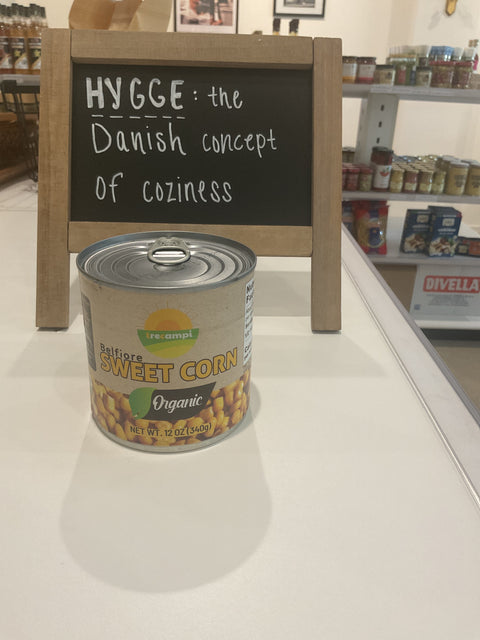 HYGGE: the
Danish concept
of coziness
DIVELLA
trecampi
Belfiore
SWEET CORN
Organic
NET WT. 12 OZ (340g)